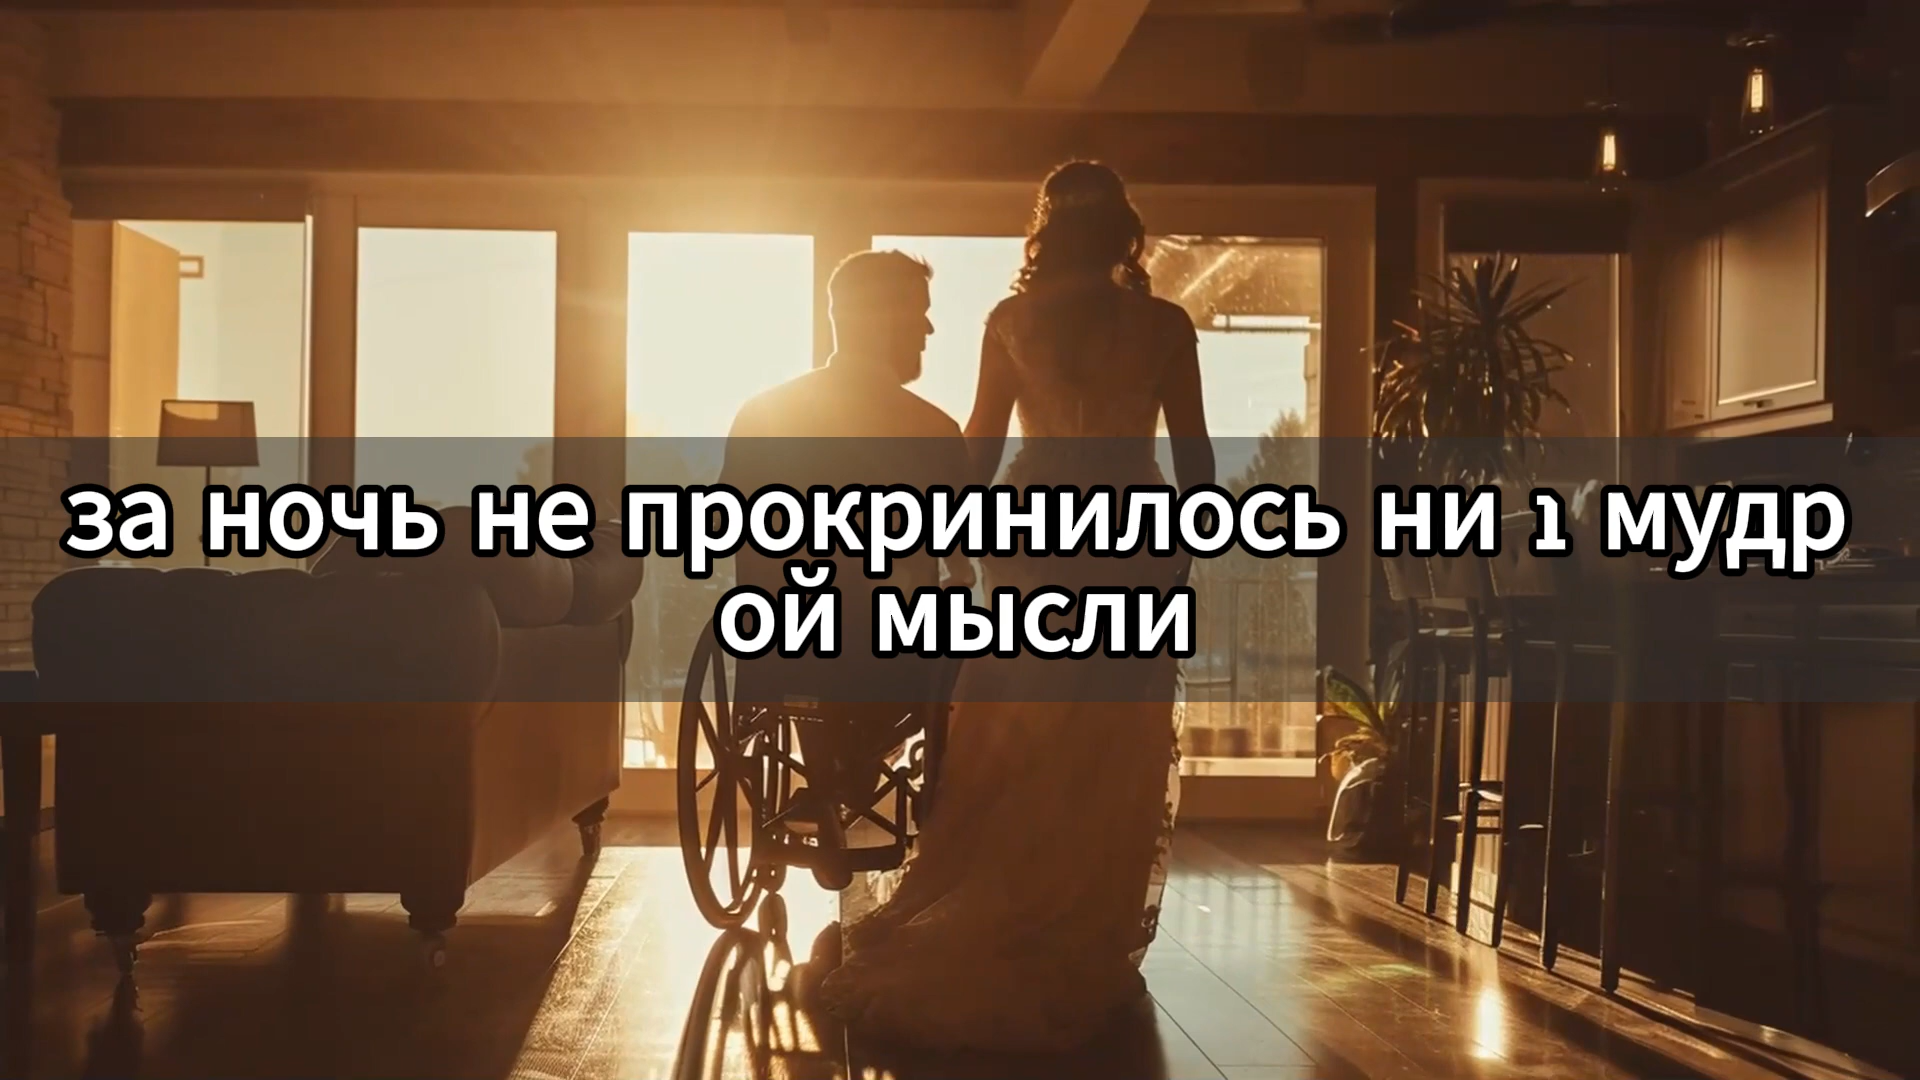 за ночь не прокринилось ни 1 мудр
ой мысли